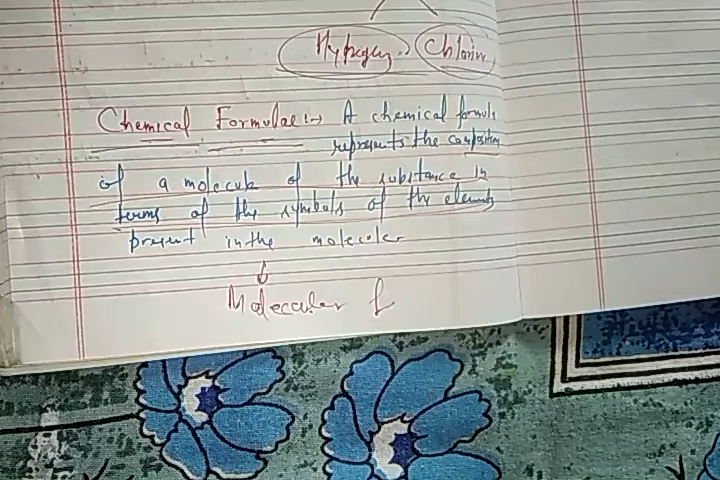 Hydrogen Chlorine
Chemical Formulae :→ A chemical formula
represents the composition
of a molecule of the substance in
terms of the symbols of the elements
present in the molecoler
↓
Molecular f